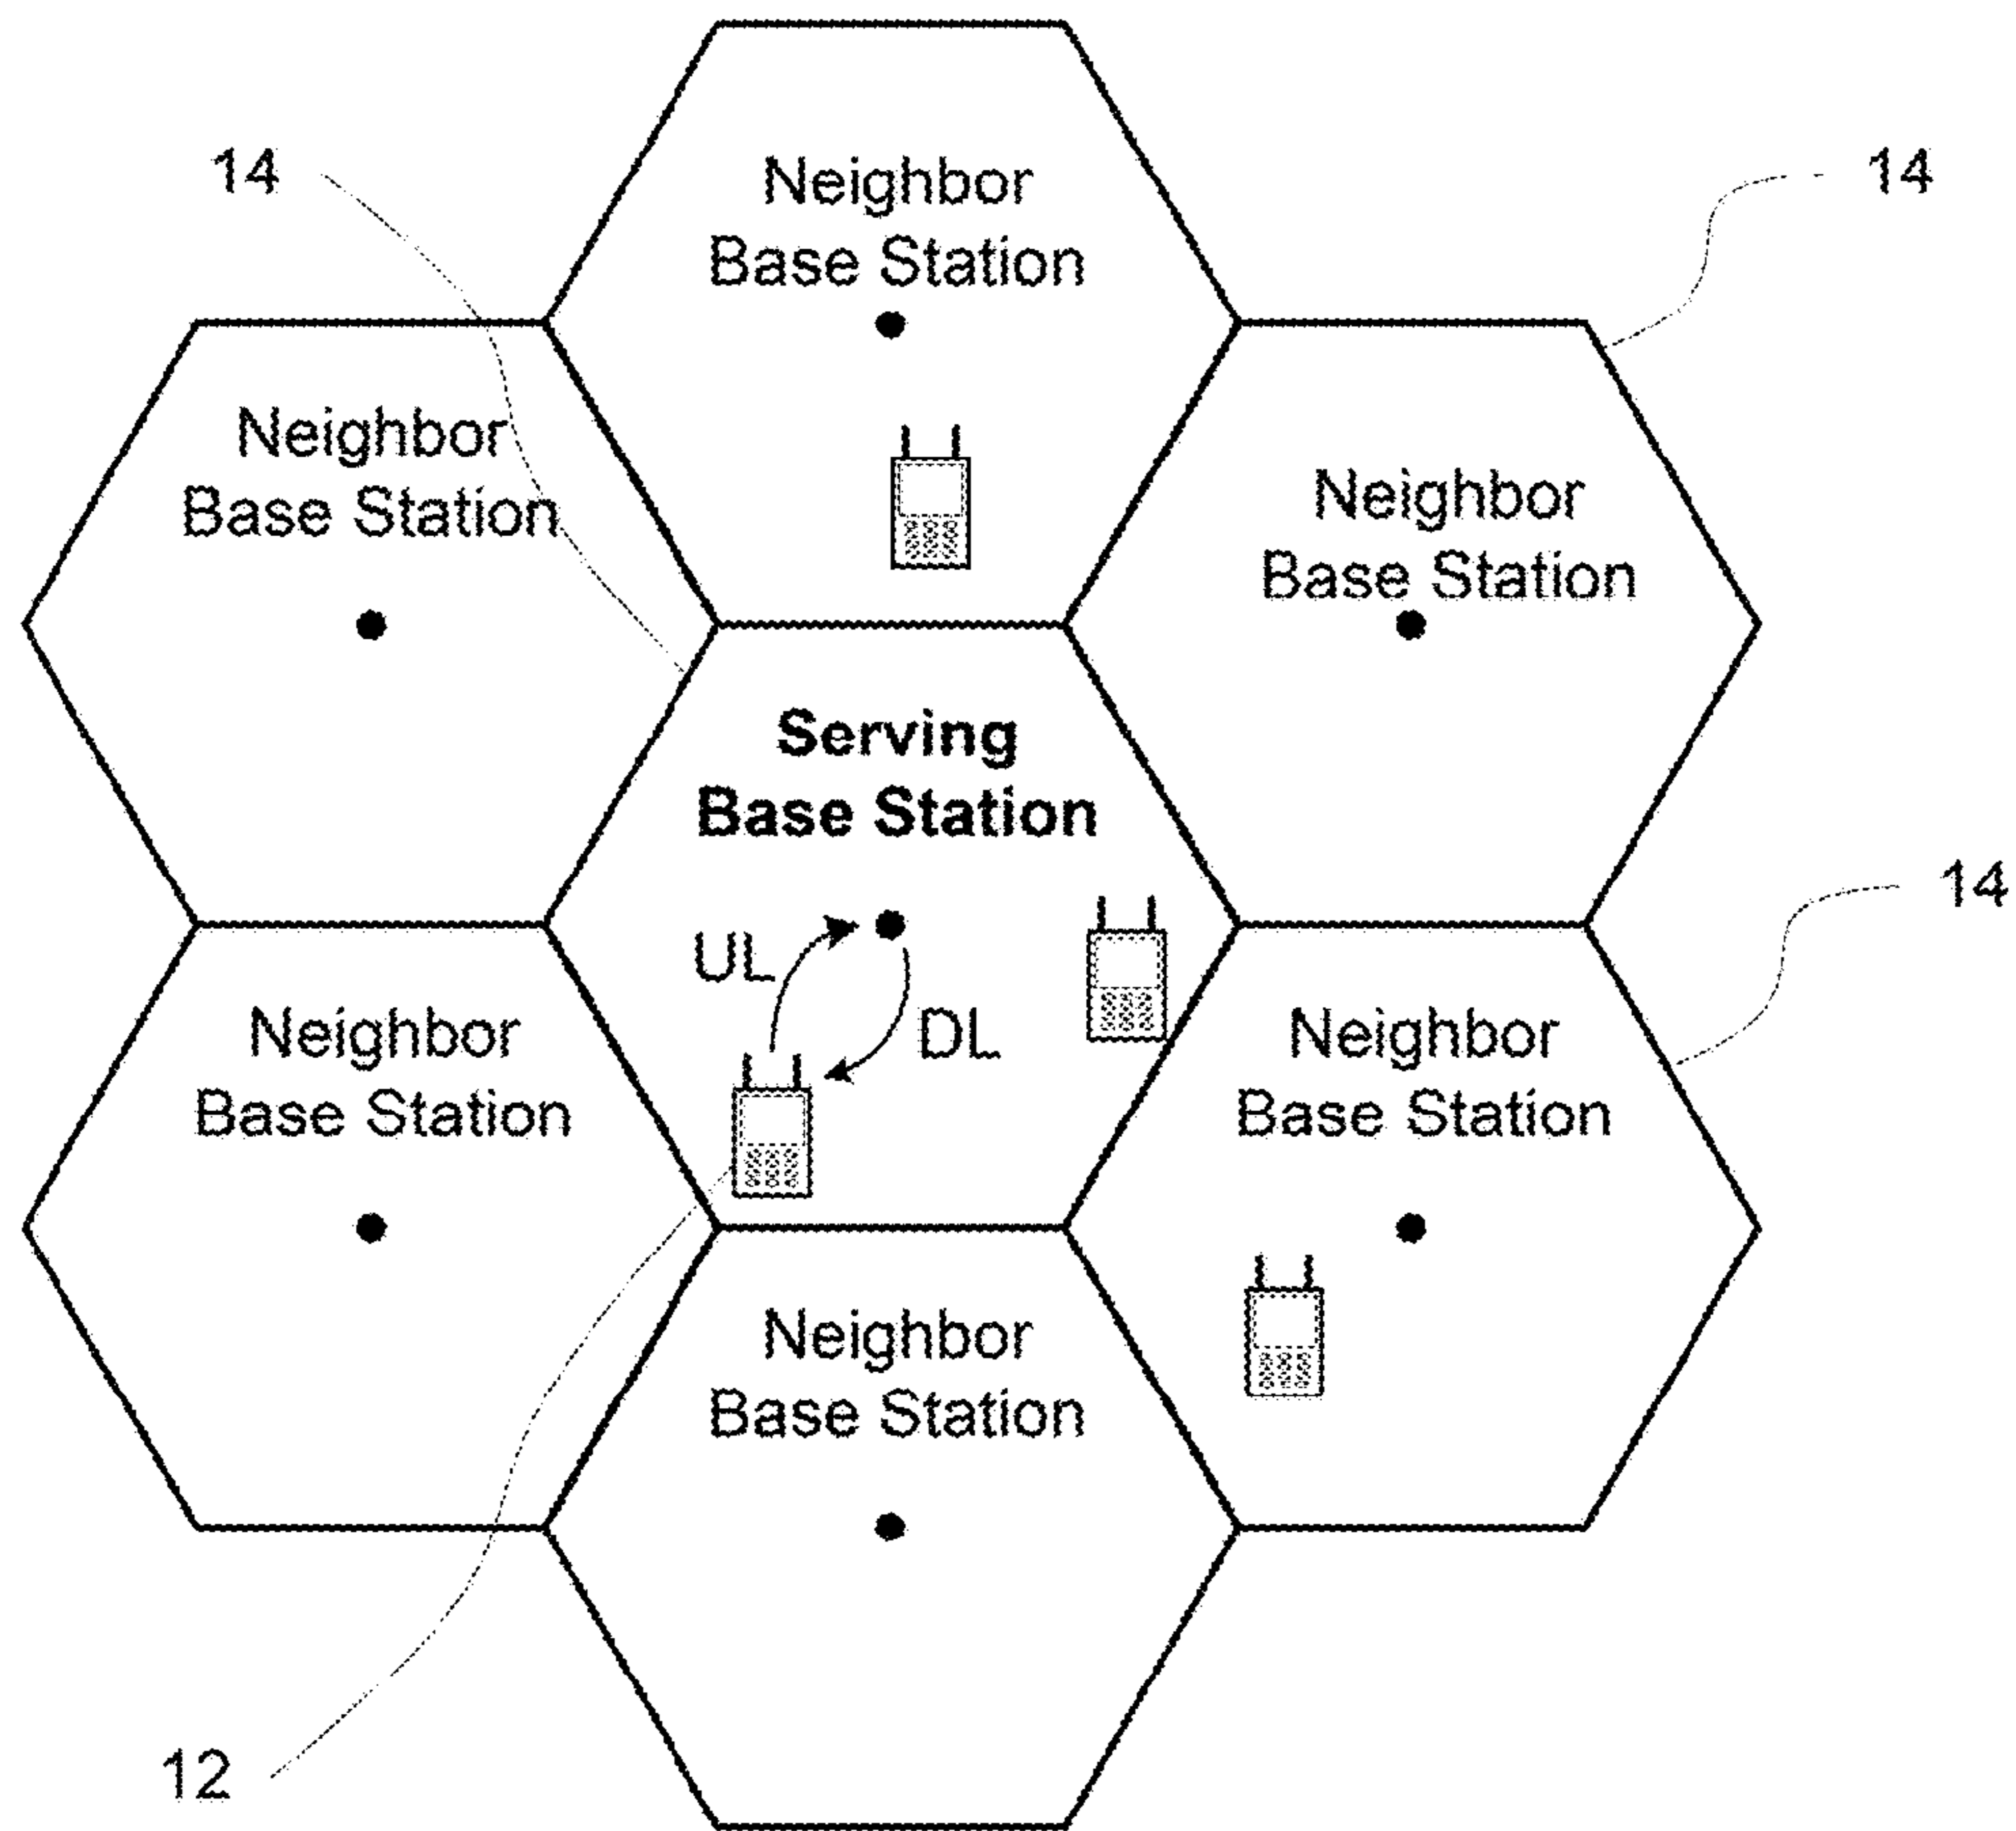 14
Neighbor
Base Station
14
Neighbor
Base Station
Neighbor
Base Station
Serving
Base Station
14
UL
DL
Neighbor
Base Station
Neighbor
Base Station
Neighbor
Base Station
12